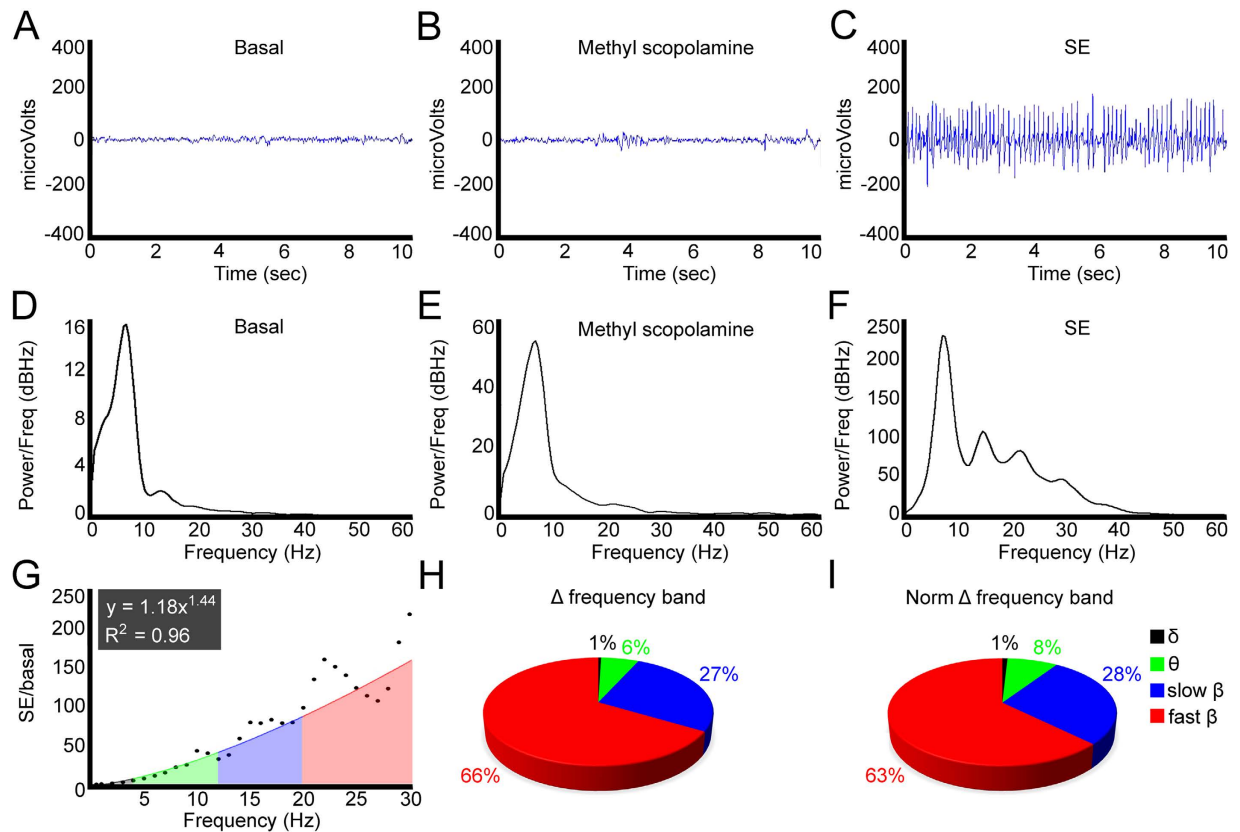 A
Basal
400
200
0
-200
-400
microVolts
0 2 4 6 8 10
Time (sec)
B
Methyl scopolamine
400
200
0
-200
-400
microVolts
0 2 4 6 8 10
Time (sec)
C
SE
400
200
0
-200
-400
microVolts
0 2 4 6 8 10
Time (sec)
D
Basal
16
12
8
4
0
Power/Freq (dBHz)
0 10 20 30 40 50 60
Frequency (Hz)
E
Methyl scopolamine
60
40
20
0
Power/Freq (dBHz)
0 10 20 30 40 50 60
Frequency (Hz)
F
SE
250
200
150
100
50
0
Power/Freq (dBHz)
0 10 20 30 40 50 60
Frequency (Hz)
G
y = 1.18x^1.44
R² = 0.96
250
200
150
100
50
0
SE/basal
5 10 15 20 25 30
Frequency (Hz)
H
Δ frequency band
1%
6%
27%
66%
I
Norm Δ frequency band
1%
8%
28%
63%
δ
θ
slow β
fast β